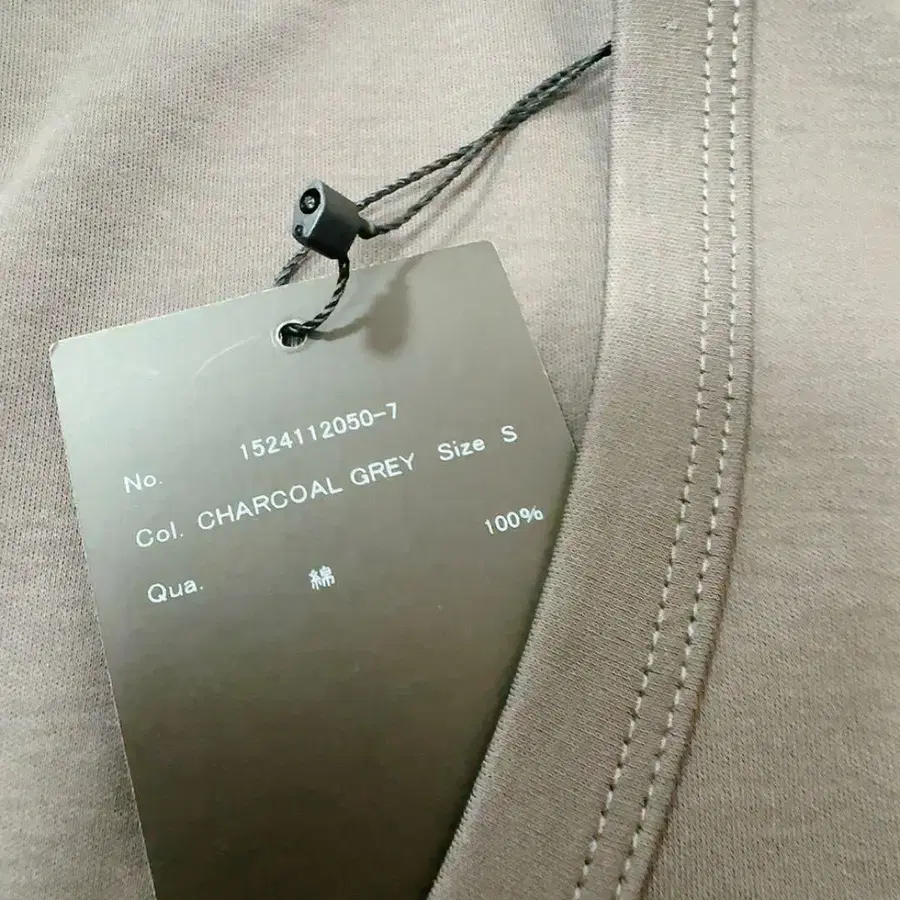 No. 1524112050-7
Col. CHARCOAL GREY Size S
Qua. 綿 100%